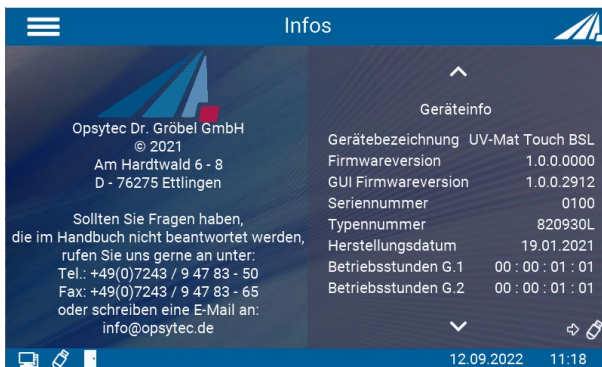 Infos
Opsytec Dr. Gröbel GmbH
© 2021
Am Hardtwald 6 - 8
D - 76275 Ettlingen
Sollten Sie Fragen haben,
die im Handbuch nicht beantwortet werden,
rufen Sie uns gerne an unter:
Tel.: +49(0)7243 / 9 47 83 - 50
Fax: +49(0)7243 / 9 47 83 - 65
oder schreiben eine E-Mail an:
info@opsytec.de
Geräteinfo
Gerätebezeichnung UV-Mat Touch BSL
Firmwareversion 1.0.0.0000
GUI Firmwareversion 1.0.0.2912
Seriennummer 0100
Typennummer 820930L
Herstellungsdatum 19.01.2021
Betriebsstunden G.1 00 : 00 : 01 : 01
Betriebsstunden G.2 00 : 00 : 01 : 01
12.09.2022 11:18